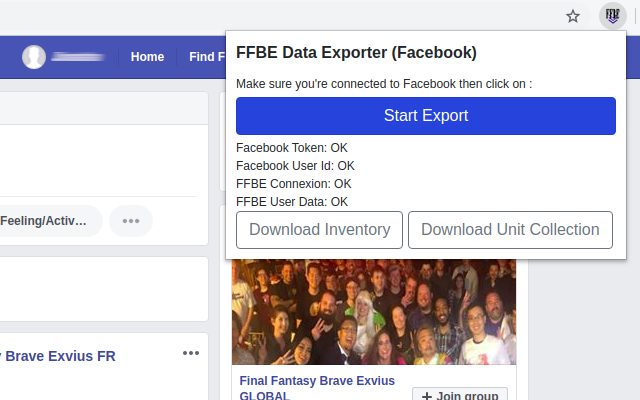 FFBE
FFBE Data Exporter (Facebook)
Make sure you're connected to Facebook then click on :
Start Export
Facebook Token: OK
Facebook User Id: OK
FFBE Connexion: OK
FFBE User Data: OK
Download Inventory
Download Unit Collection
Home
Find F
Feeling/Activ...
Brave Exvius FR
Final Fantasy Brave Exvius
GLOBAL
Join group